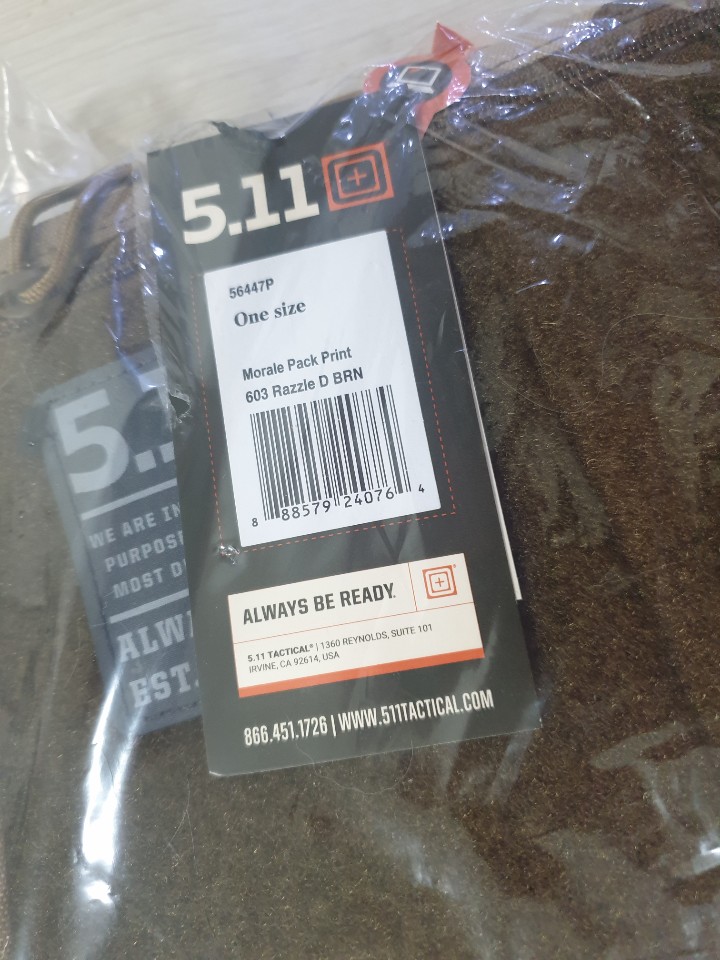 5.11
56447P
One size
Morale Pack Print
603 Razzle D BRN
8 88579 24076 4
ALWAYS BE READY.
5.11 TACTICAL® | 1360 REYNOLDS, SUITE 101
IRVINE, CA 92614, USA
866.451.1726 | WWW.511TACTICAL.COM
5.
WE ARE IN
PURPOSE
MOST D
ALW
EST.